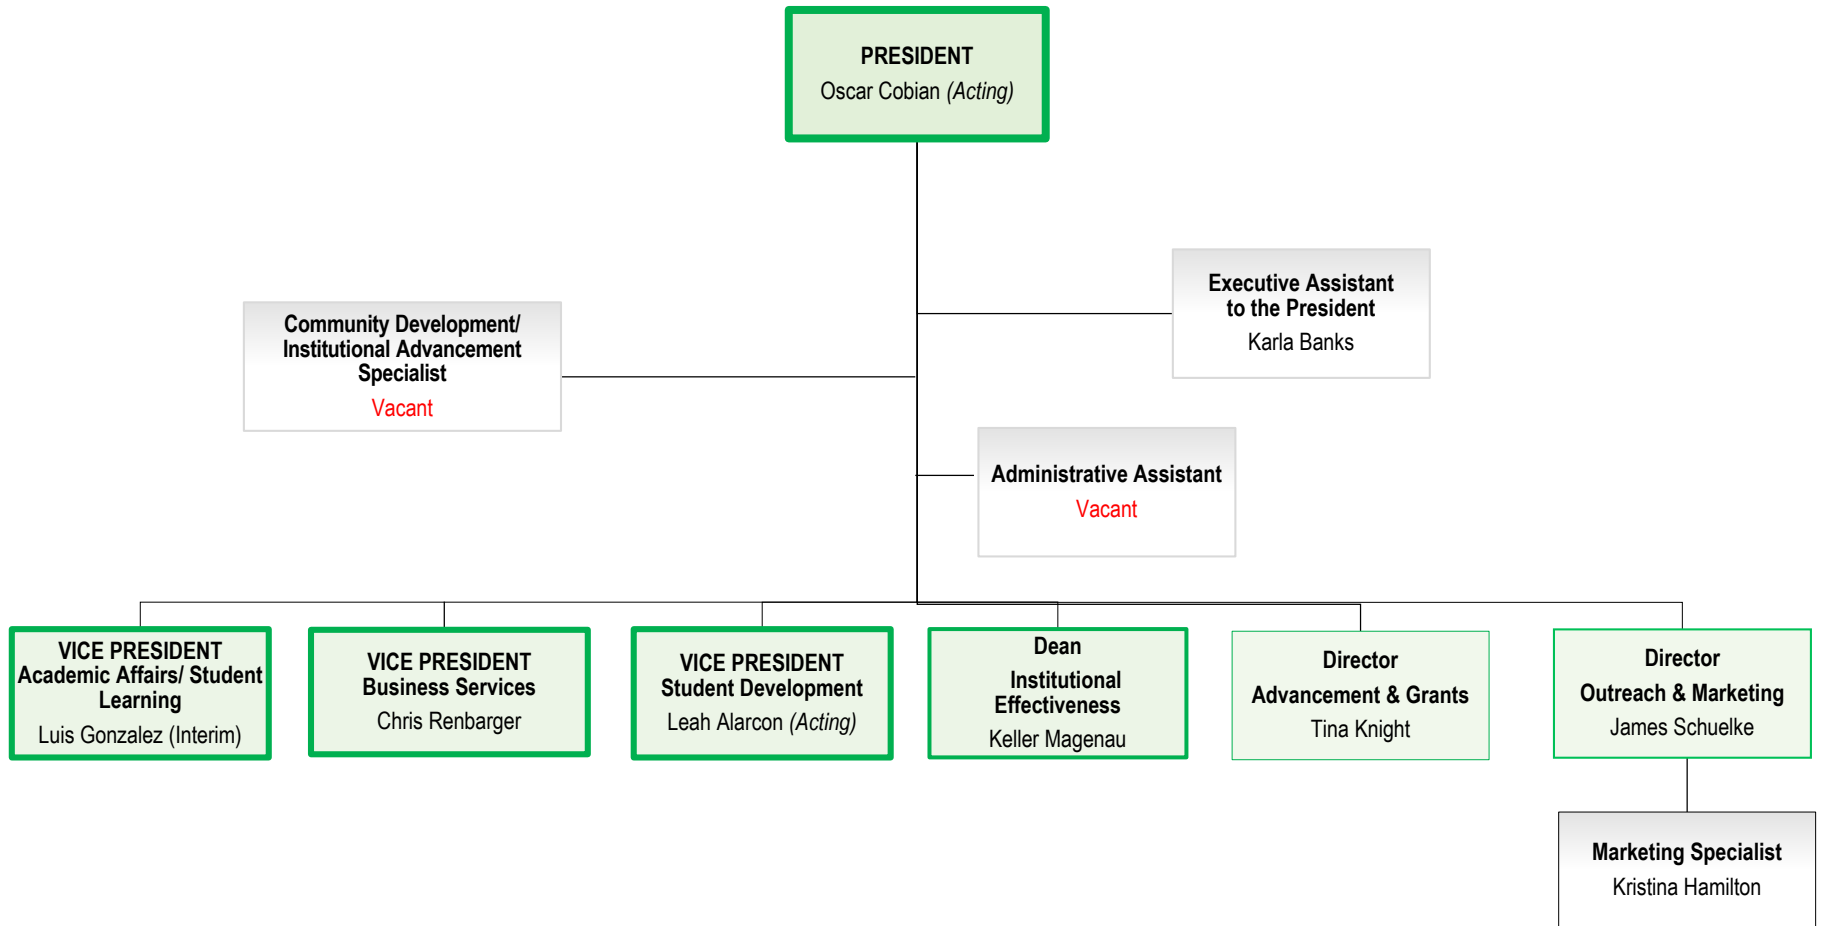 PRESIDENT
Oscar Cobian (Acting)
Executive Assistant
to the President
Karla Banks
Community Development/
Institutional Advancement
Specialist
Vacant
Administrative Assistant
Vacant
VICE PRESIDENT
Academic Affairs/ Student
Learning
Luis Gonzalez (Interim)
VICE PRESIDENT
Business Services
Chris Renbarger
VICE PRESIDENT
Student Development
Leah Alarcon (Acting)
Dean
Institutional
Effectiveness
Keller Magenau
Director
Advancement & Grants
Tina Knight
Director
Outreach & Marketing
James Schuelke
Marketing Specialist
Kristina Hamilton